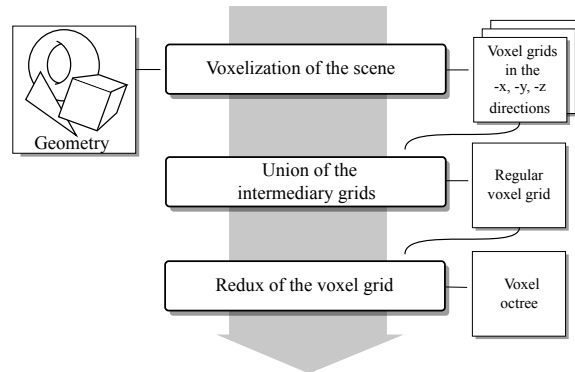 Geometry
Voxelization of the scene
Voxel grids
in the
-x, -y, -z
directions
Union of the
intermediary grids
Regular
voxel grid
Redux of the voxel grid
Voxel
octree